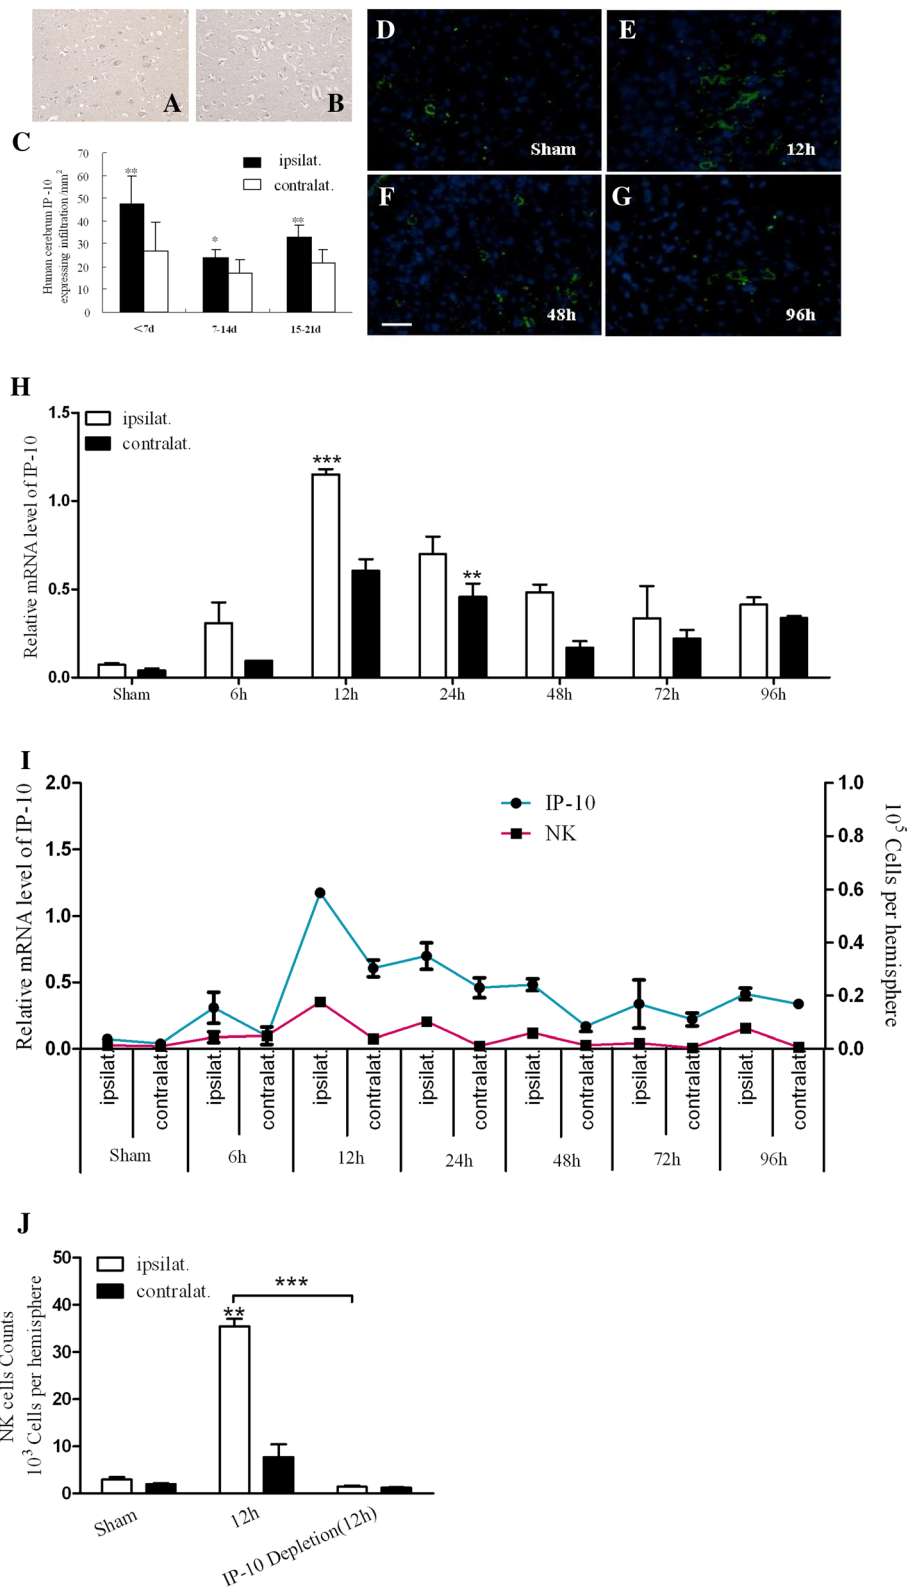 A
B
C
Human cerebrum IP -10
expressing infiltration /mm²
70
60
50
40
30
20
10
0
ipsilat.
contralat.
**
*
**
<7d
7-14d
15-21d
D
Sham
E
12h
F
48h
G
96h
H
Relative mRNA level of IP-10
1.5
1.0
0.5
0.0
ipsilat.
contralat.
***
**
Sham
6h
12h
24h
48h
72h
96h
I
Relative mRNA level of IP-10
2.0
1.5
1.0
0.5
0.0
IP-10
NK
1.0
0.8
0.6
0.4
0.2
0.0
10⁵ Cells per hemisphere
ipsilat.
contralat.
ipsilat.
contralat.
ipsilat.
contralat.
ipsilat.
contralat.
ipsilat.
contralat.
ipsilat.
contralat.
ipsilat.
contralat.
Sham
6h
12h
24h
48h
72h
96h
J
NK cells Counts
10³ Cells per hemisphere
50
40
30
20
10
0
ipsilat.
contralat.
***
**
Sham
12h
IP-10 Depletion(12h)